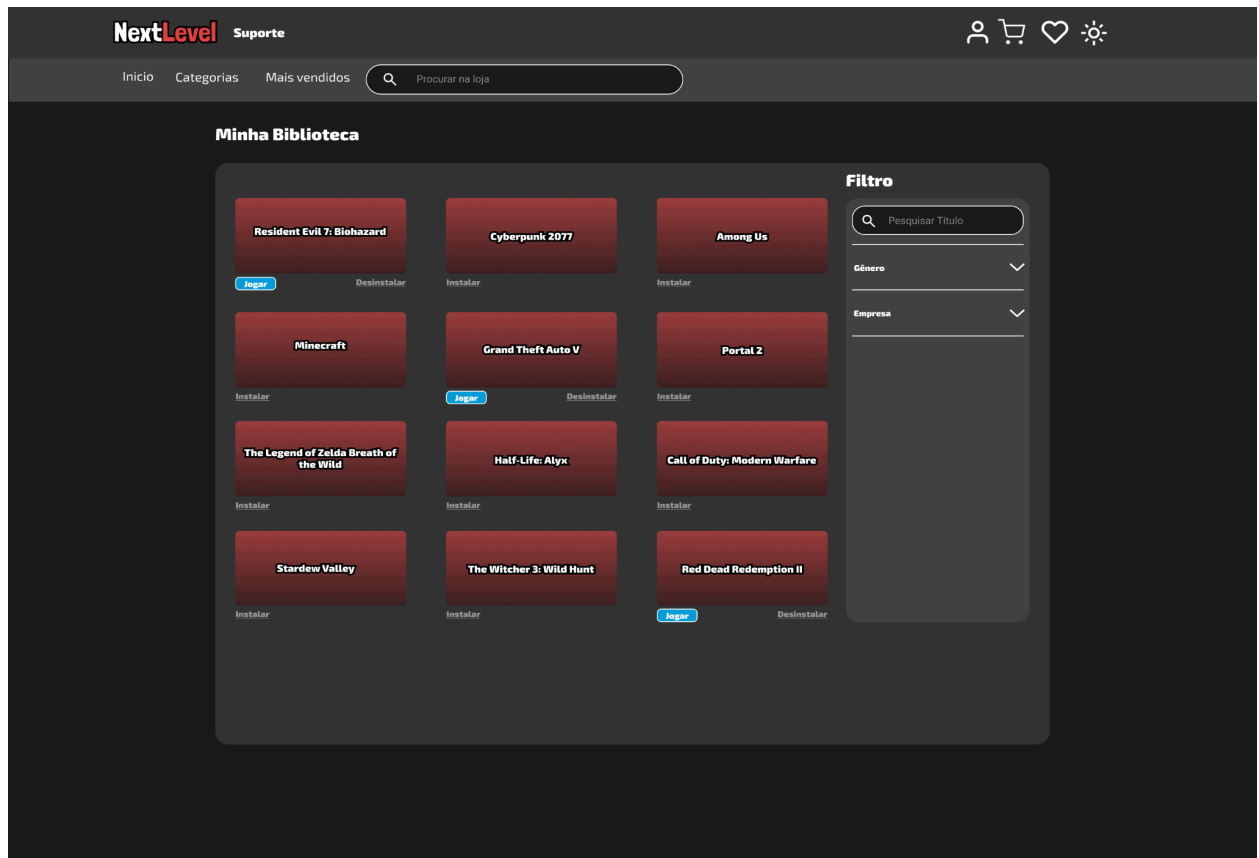 NextLevel Suporte
Inicio Categorias Mais vendidos Procurar na loja
Minha Biblioteca
Filtro
Pesquisar Titulo
Gênero
Empresa
Resident Evil 7: Biohazard
Jogar Desinstalar
Cyberpunk 2077
Instalar
Among Us
Instalar
Minecraft
Instalar
Grand Theft Auto V
Jogar Desinstalar
Portal 2
Instalar
The Legend of Zelda Breath of
the Wild
Instalar
Half-Life: Alyx
Instalar
Call of Duty: Modern Warfare
Instalar
Stardew Valley
Instalar
The Witcher 3: Wild Hunt
Instalar
Red Dead Redemption II
Jogar Desinstalar